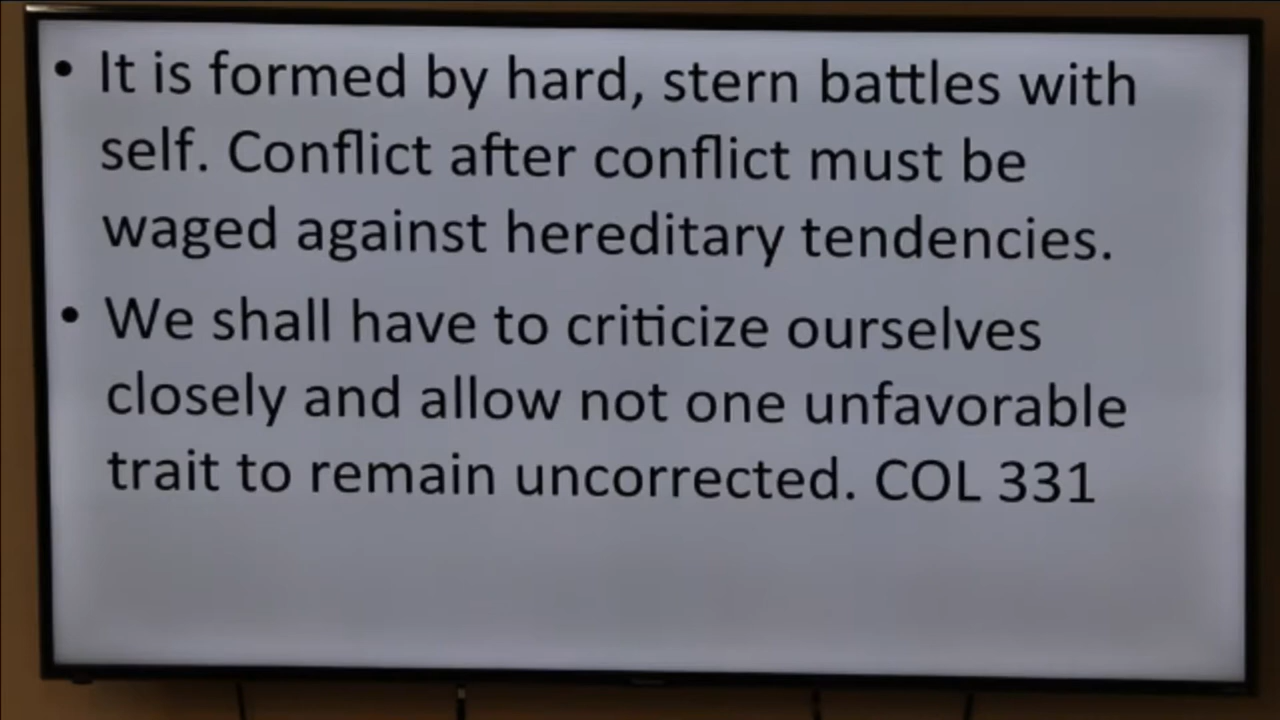 • It is formed by hard, stern battles with
self. Conflict after conflict must be
waged against hereditary tendencies.
• We shall have to criticize ourselves
closely and allow not one unfavorable
trait to remain uncorrected. COL 331